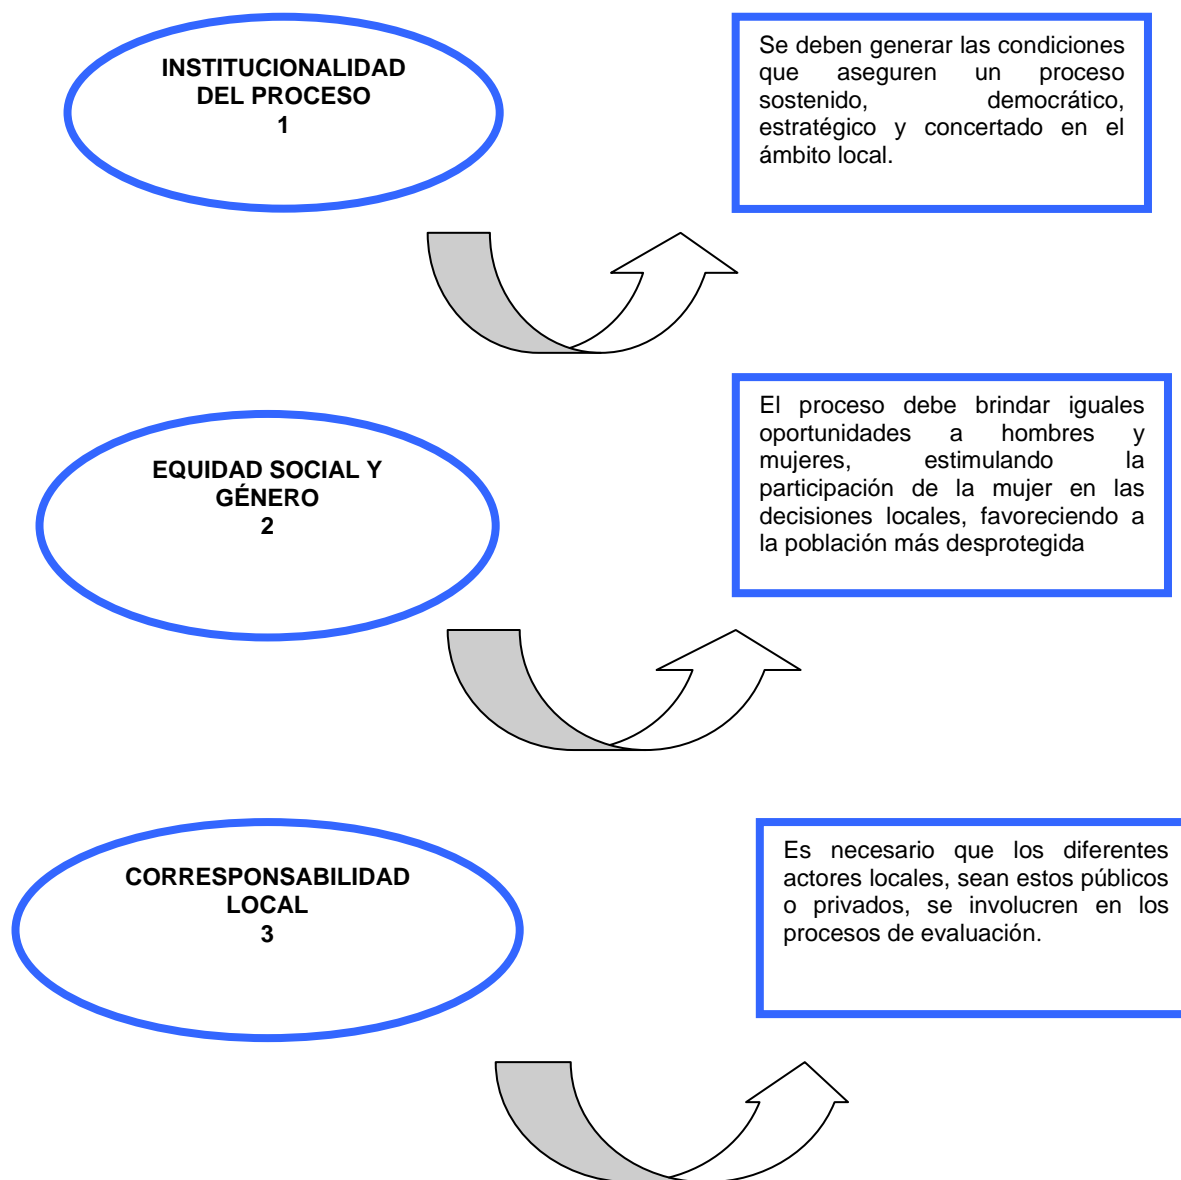 INSTITUCIONALIDAD
DEL PROCESO
1
Se deben generar las condiciones
que aseguren un proceso
sostenido, democrático,
estratégico y concertado en el
ámbito local.
EQUIDAD SOCIAL Y
GÉNERO
2
El proceso debe brindar iguales
oportunidades a hombres y
mujeres, estimulando la
participación de la mujer en las
decisiones locales, favoreciendo a
la población más desprotegida
CORRESPONSABILIDAD
LOCAL
3
Es necesario que los diferentes
actores locales, sean estos públicos
o privados, se involucren en los
procesos de evaluación.